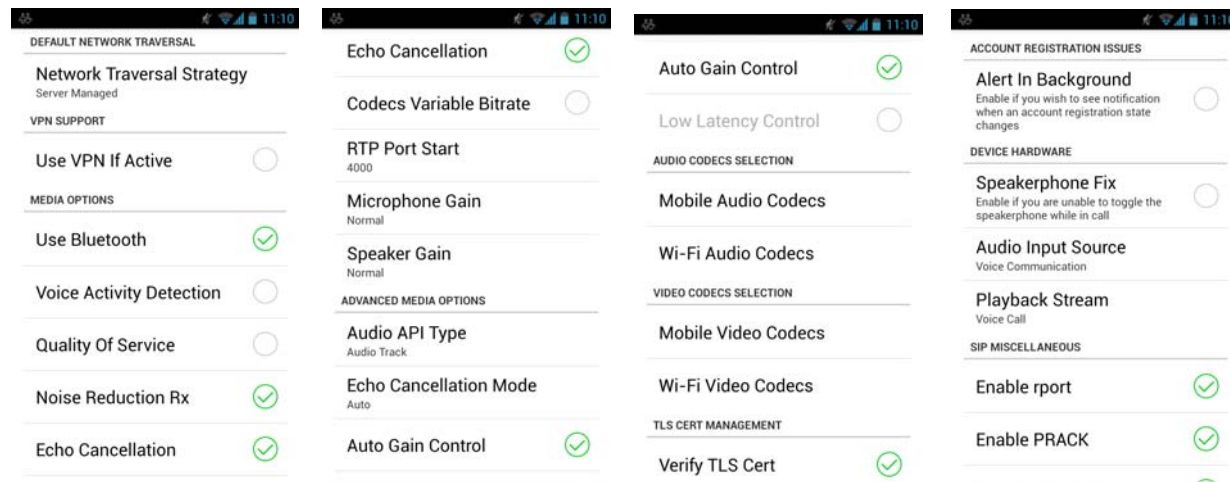 11:10
DEFAULT NETWORK TRAVERSAL
Network Traversal Strategy
Server Managed
VPN SUPPORT
Use VPN If Active
MEDIA OPTIONS
Use Bluetooth
Voice Activity Detection
Quality Of Service
Noise Reduction Rx
Echo Cancellation
11:10
Echo Cancellation
Codecs Variable Bitrate
RTP Port Start
4000
Microphone Gain
Normal
Speaker Gain
Normal
ADVANCED MEDIA OPTIONS
Audio API Type
Audio Track
Echo Cancellation Mode
Auto
Auto Gain Control
11:10
Auto Gain Control
Low Latency Control
AUDIO CODECS SELECTION
Mobile Audio Codecs
Wi-Fi Audio Codecs
VIDEO CODECS SELECTION
Mobile Video Codecs
Wi-Fi Video Codecs
TLS CERT MANAGEMENT
Verify TLS Cert
11:10
ACCOUNT REGISTRATION ISSUES
Alert In Background
Enable if you wish to see notification
when an account registration state
changes
DEVICE HARDWARE
Speakerphone Fix
Enable if you are unable to toggle the
speakerphone while in call
Audio Input Source
Voice Communication
Playback Stream
Voice Call
SIP MISCELLANEOUS
Enable rport
Enable PRACK